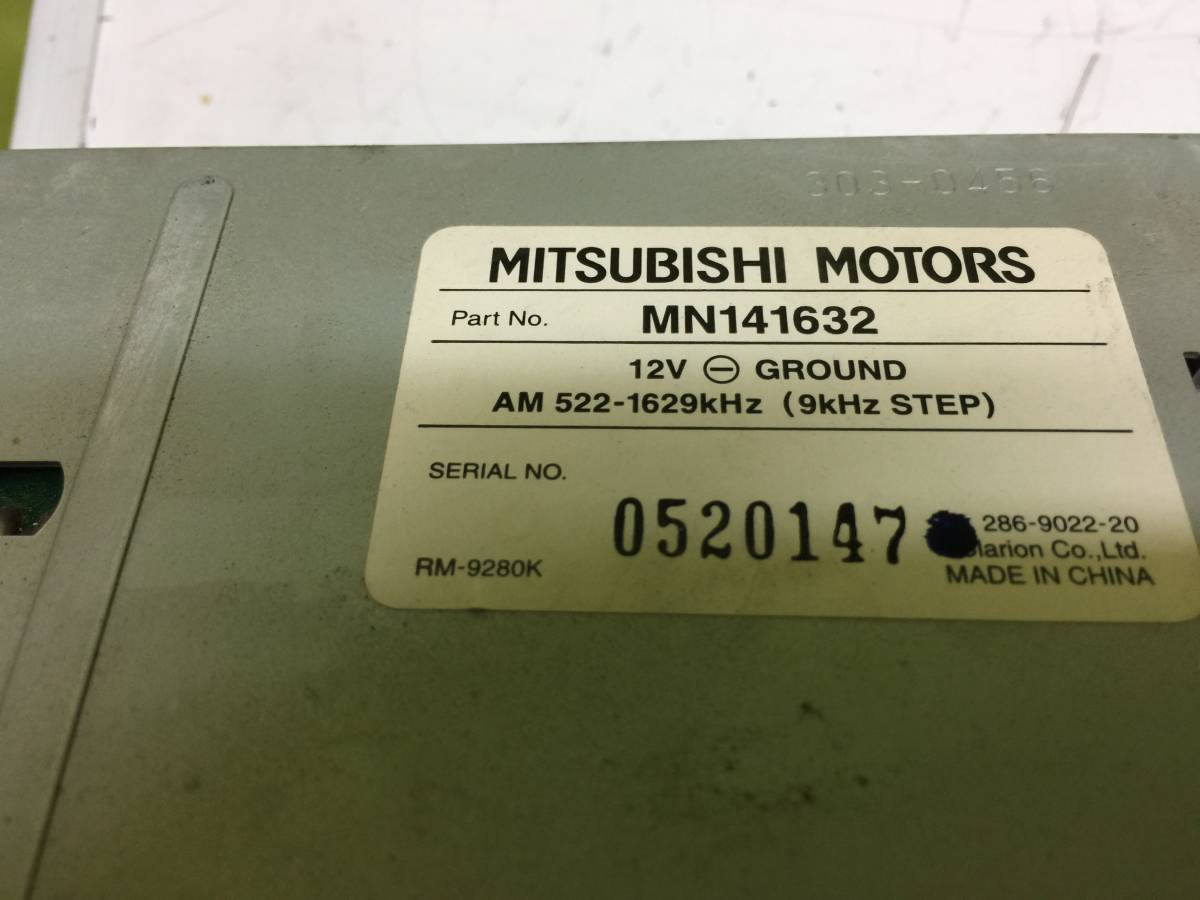 303-0456
MITSUBISHI MOTORS
Part No. MN141632
12V ⊖ GROUND
AM 522-1629kHz (9kHz STEP)
SERIAL NO.
0520147
286-9022-20
Clarion Co.,Ltd.
RM-9280K
MADE IN CHINA